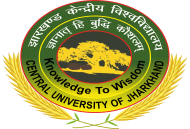 झारखण्ड केन्द्रीय विश्वविद्यालय
ज्ञानात् हि बुद्धि कौशलम्
Knowledge To Wisdom
CENTRAL UNIVERSITY OF JHARKHAND